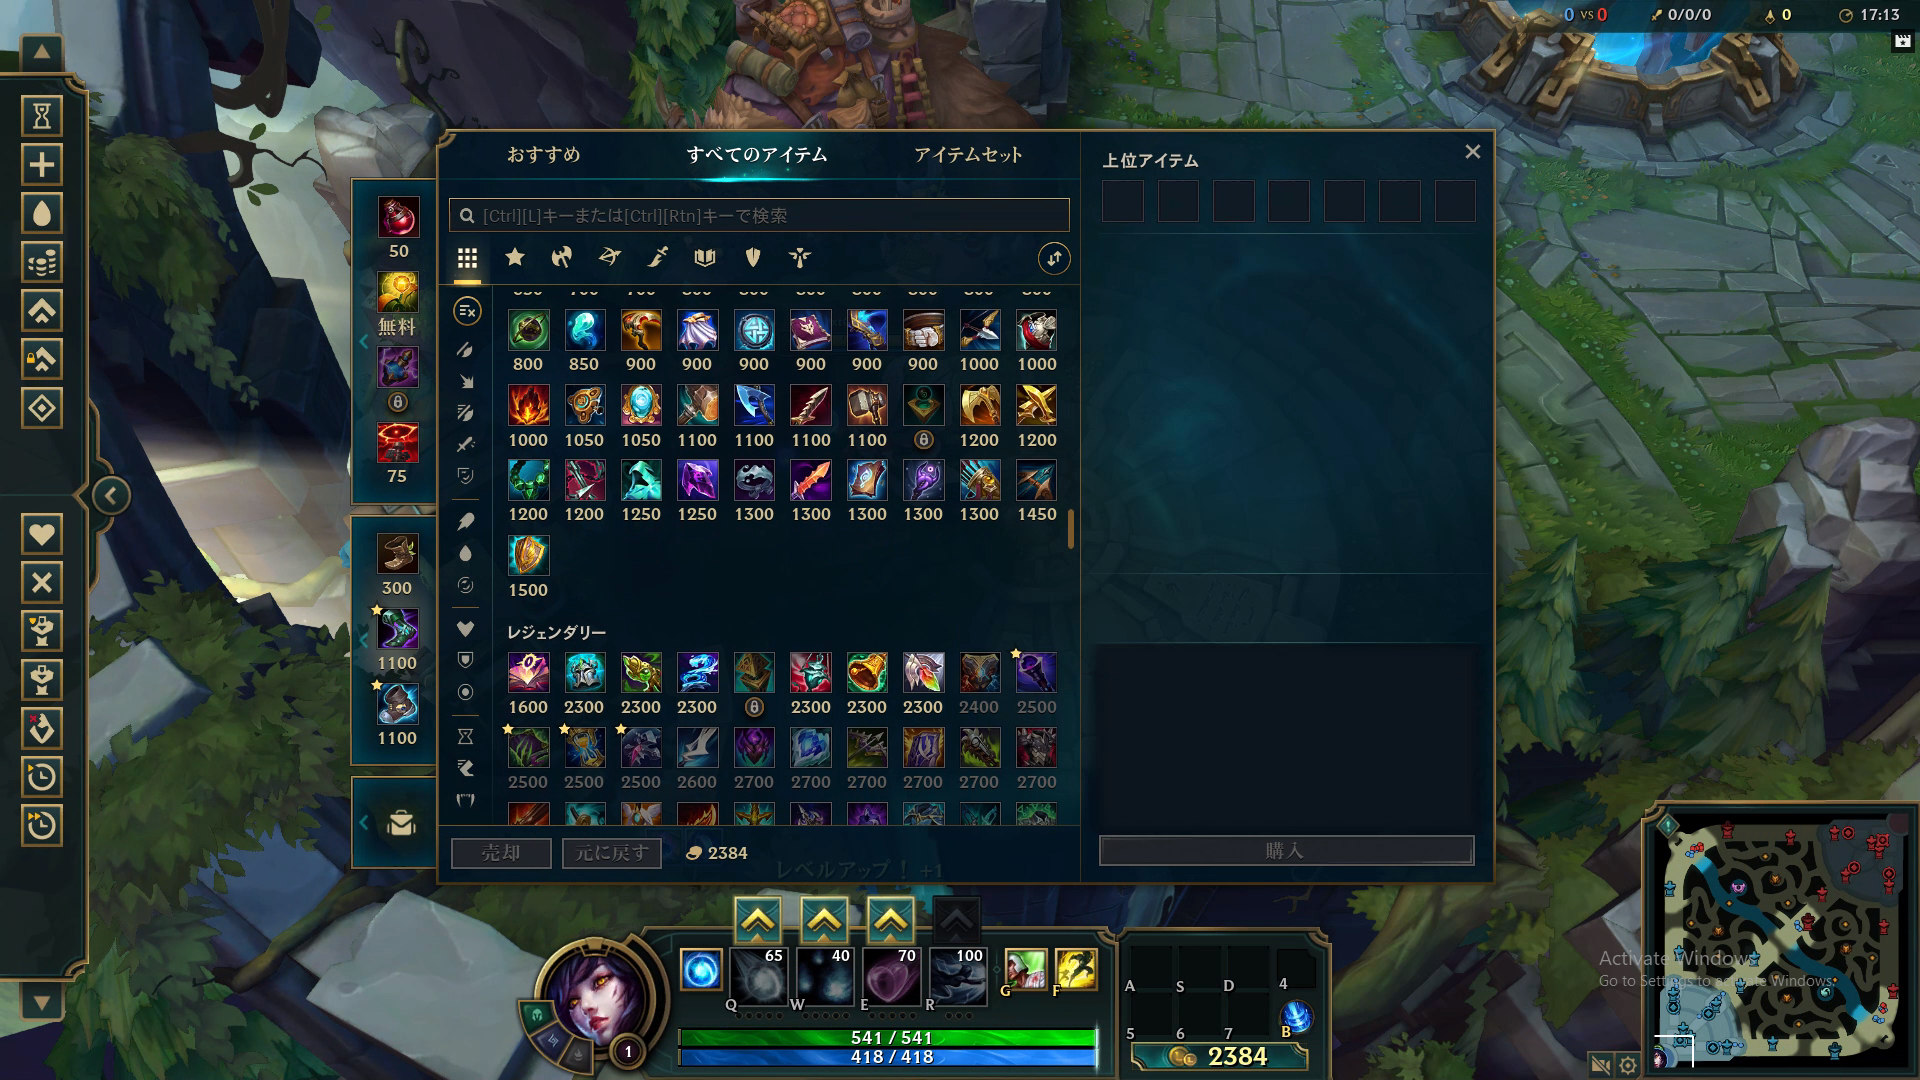 0 vs 0 0/0/0 0 17:13
おすすめ すべてのアイテム アイテムセット
上位アイテム
[Ctrl][L]キーまたは[Ctrl][Rtn]キーで検索
50
無料
75
300
1100
1100
800 850 900 900 900 900 900 900 1000 1000
1000 1050 1050 1100 1100 1100 1100 1200 1200
1200 1200 1250 1250 1300 1300 1300 1300 1300 1450
1500
レジェンダリー
1600 2300 2300 2300 2300 2300 2300 2400 2500
2500 2500 2500 2600 2700 2700 2700 2700 2700 2700
売却 元に戻す 2384
購入
レベルアップ！ +1
65 40 70 100
Q W E R G F
A S D 4
5 6 7 B
1
541 / 541
418 / 418
2384
Activate Windows
Go to Settings to activate Windows.